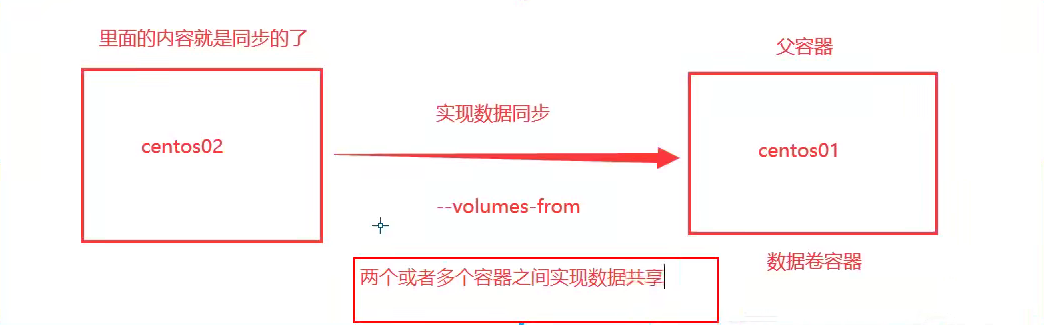 里面的内容就是同步的了
父容器
实现数据同步
centos02
centos01
--volumes-from
数据卷容器
两个或者多个容器之间实现数据共享